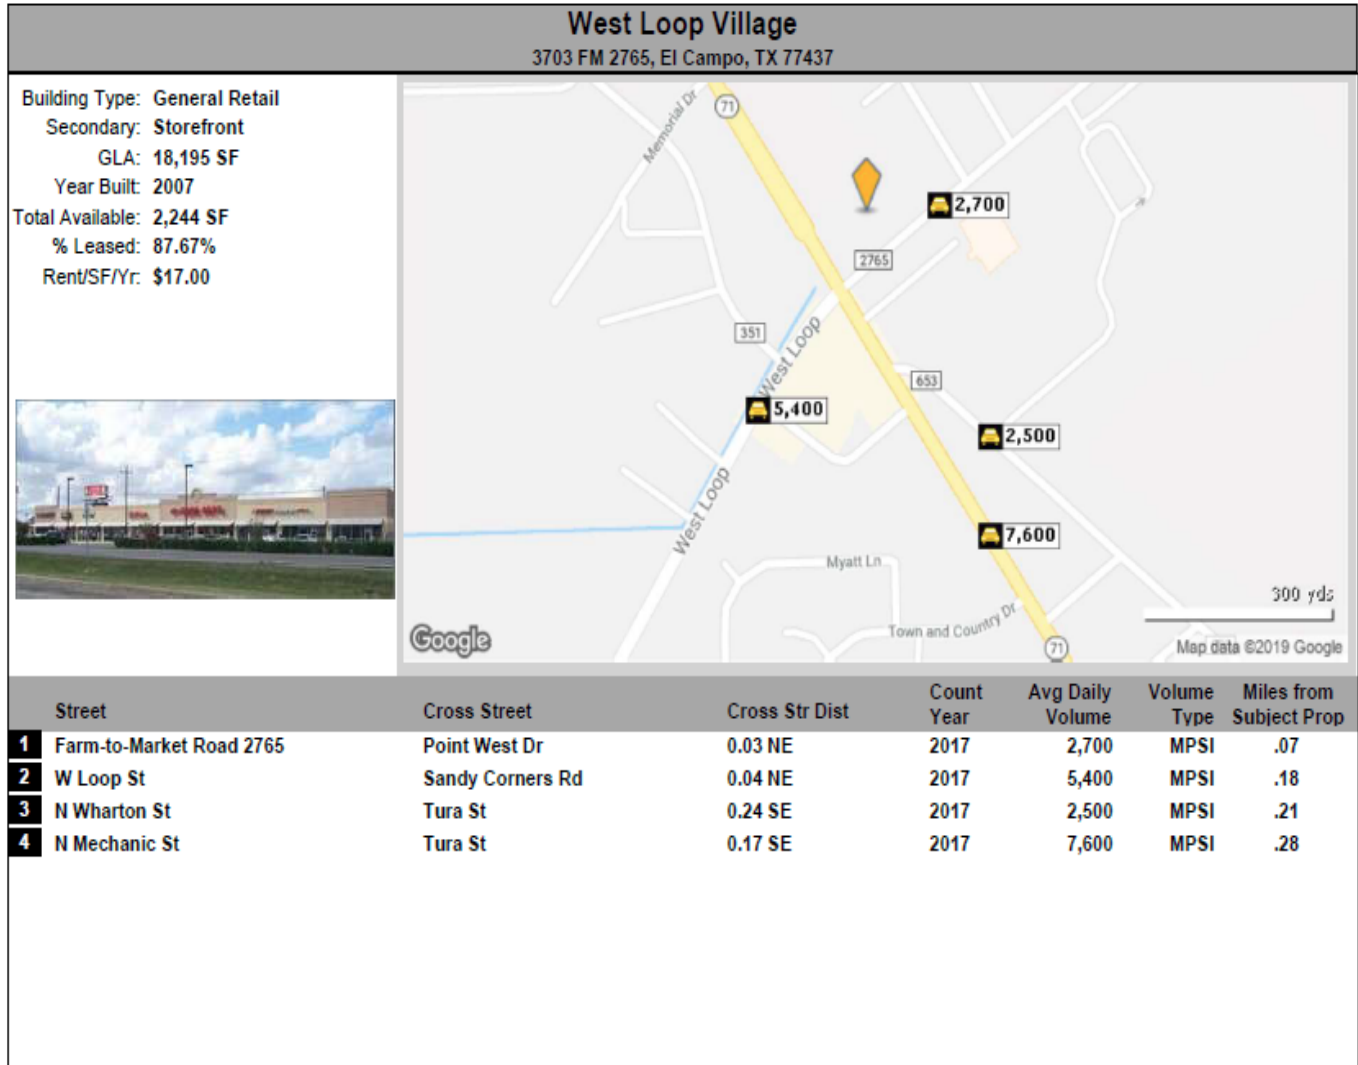 West Loop Village
3703 FM 2765, El Campo, TX 77437
Building Type: General Retail
Secondary: Storefront
GLA: 18,195 SF
Year Built: 2007
Total Available: 2,244 SF
% Leased: 87.67%
Rent/SF/Yr: $17.00
Memorial Dr
71
2,700
2765
351
West Loop
653
5,400
2,500
West Loop
7,600
Myatt Ln
300 yds
Town and Country Dr
Google
71
Map data ©2019 Google
Street Cross Street Cross Str Dist Count Year Avg Daily Volume Volume Type Miles from Subject Prop
1 Farm-to-Market Road 2765 Point West Dr 0.03 NE 2017 2,700 MPSI .07
2 W Loop St Sandy Corners Rd 0.04 NE 2017 5,400 MPSI .18
3 N Wharton St Tura St 0.24 SE 2017 2,500 MPSI .21
4 N Mechanic St Tura St 0.17 SE 2017 7,600 MPSI .28